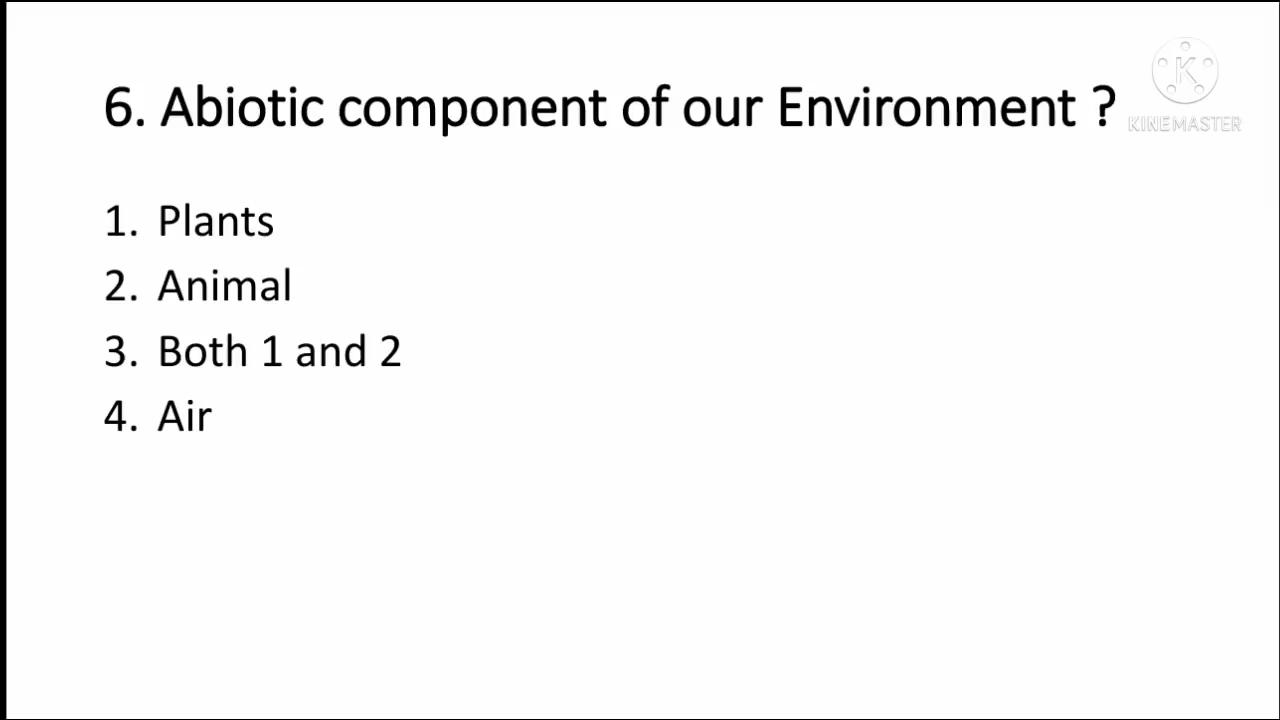 6. Abiotic component of our Environment ?
KINEMASTER
1. Plants
2. Animal
3. Both 1 and 2
4. Air